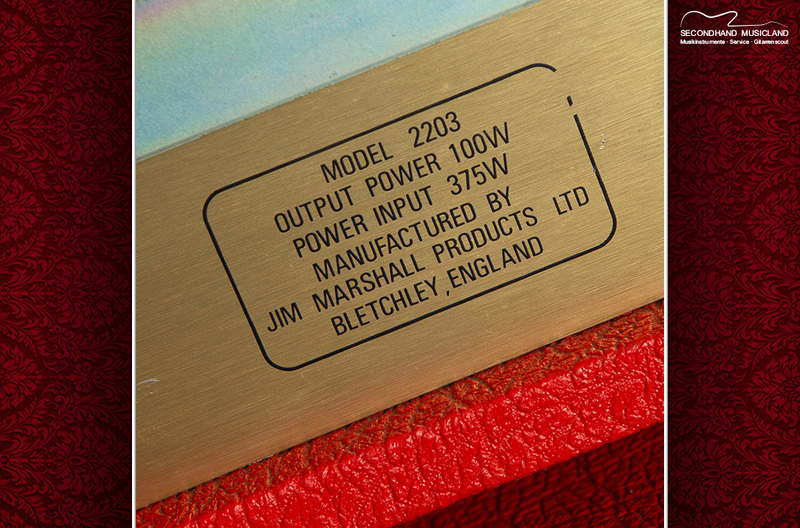 SECONDHAND MUSICLAND
Musikinstrumente · Service · Gitarrenscout
MODEL 2203
OUTPUT POWER 100W
POWER INPUT 375W
MANUFACTURED BY
JIM MARSHALL PRODUCTS LTD
BLETCHLEY, ENGLAND